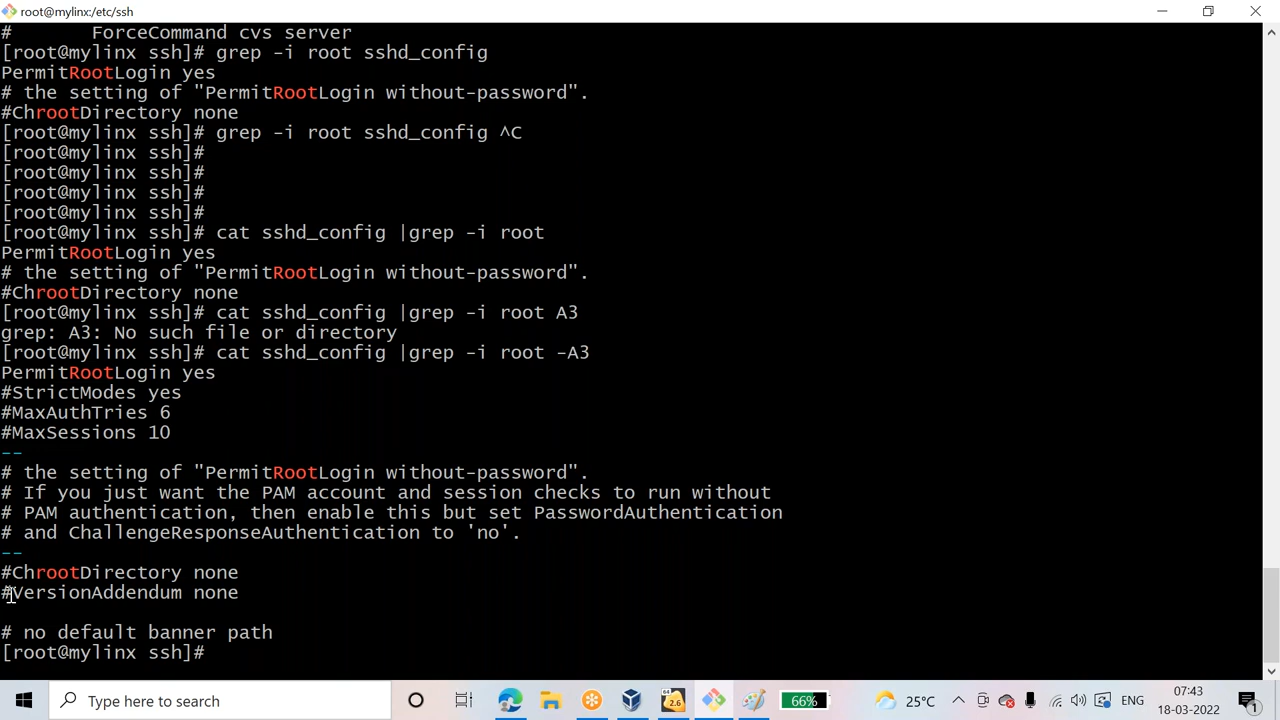 root@mylinx:/etc/ssh
#       ForceCommand cvs server
[root@mylinx ssh]# grep -i root sshd_config
PermitRootLogin yes
# the setting of "PermitRootLogin without-password".
#ChrootDirectory none
[root@mylinx ssh]# grep -i root sshd_config ^C
[root@mylinx ssh]#
[root@mylinx ssh]#
[root@mylinx ssh]#
[root@mylinx ssh]#
[root@mylinx ssh]# cat sshd_config |grep -i root
PermitRootLogin yes
# the setting of "PermitRootLogin without-password".
#ChrootDirectory none
[root@mylinx ssh]# cat sshd_config |grep -i root A3
grep: A3: No such file or directory
[root@mylinx ssh]# cat sshd_config |grep -i root -A3
PermitRootLogin yes
#StrictModes yes
#MaxAuthTries 6
#MaxSessions 10
--
# the setting of "PermitRootLogin without-password".
# If you just want the PAM account and session checks to run without
# PAM authentication, then enable this but set PasswordAuthentication
# and ChallengeResponseAuthentication to 'no'.
--
#ChrootDirectory none
#VersionAddendum none
# no default banner path
[root@mylinx ssh]#
Type here to search
64
2.6
66%
25°C
ENG
07:43
18-03-2022
1